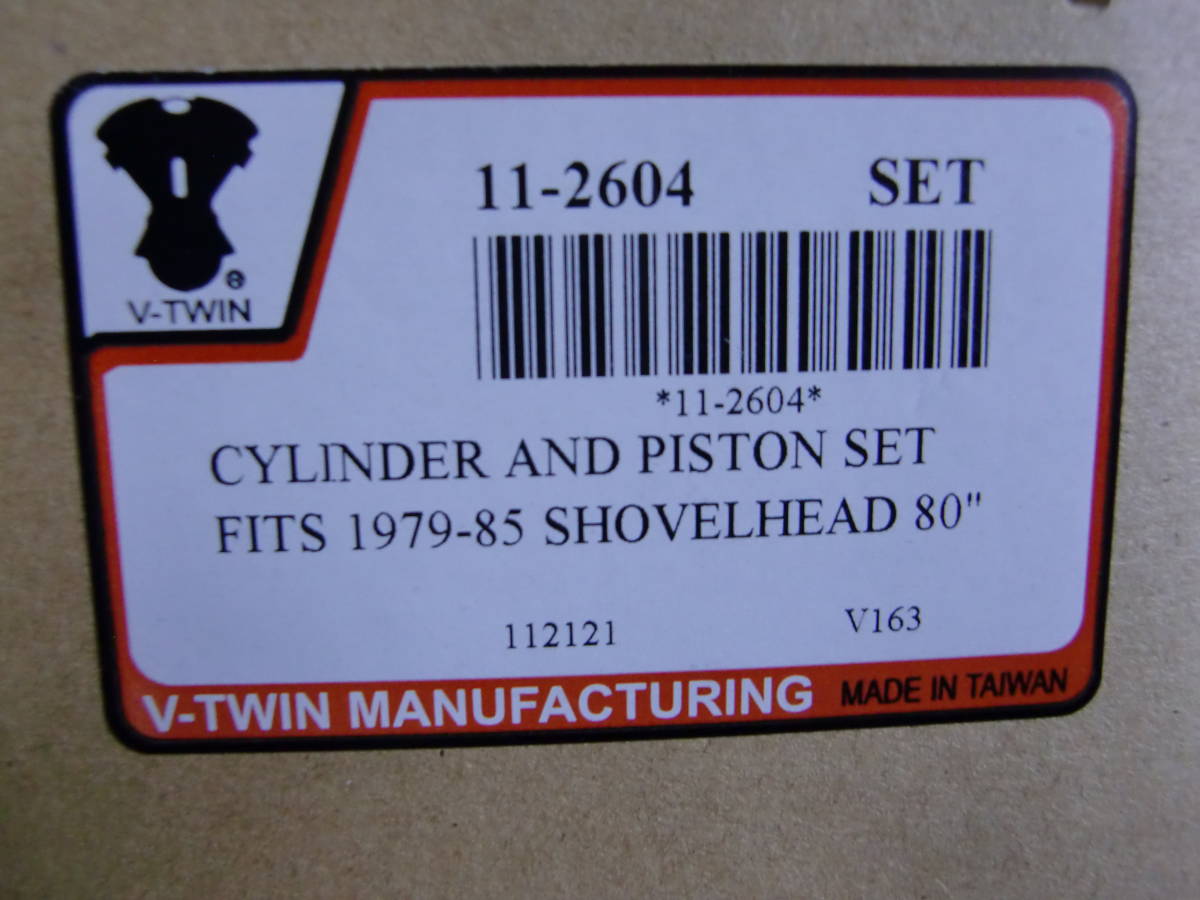 11-2604 SET
*11-2604*
®
V-TWIN
CYLINDER AND PISTON SET
FITS 1979-85 SHOVELHEAD 80"
112121 V163
V-TWIN MANUFACTURING MADE IN TAIWAN